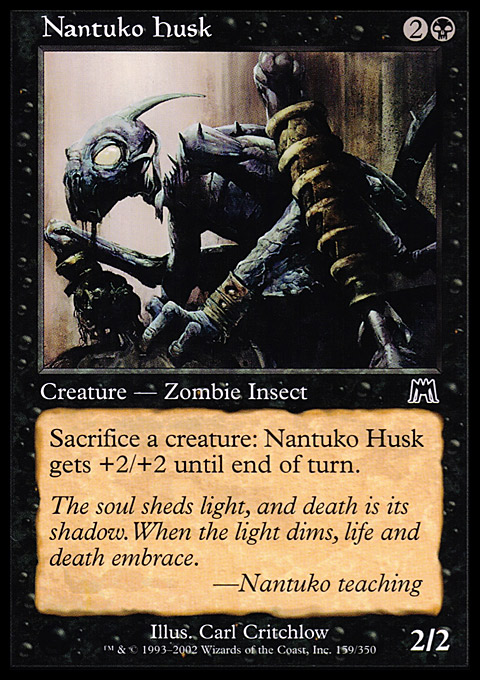 Nantuko Husk 2
Creature — Zombie Insect
Sacrifice a creature: Nantuko Husk
gets +2/+2 until end of turn.
The soul sheds light, and death is its
shadow. When the light dims, life and
death embrace.
—Nantuko teaching
Illus. Carl Critchlow
™ & © 1993–2002 Wizards of the Coast, Inc. 159/350
2/2